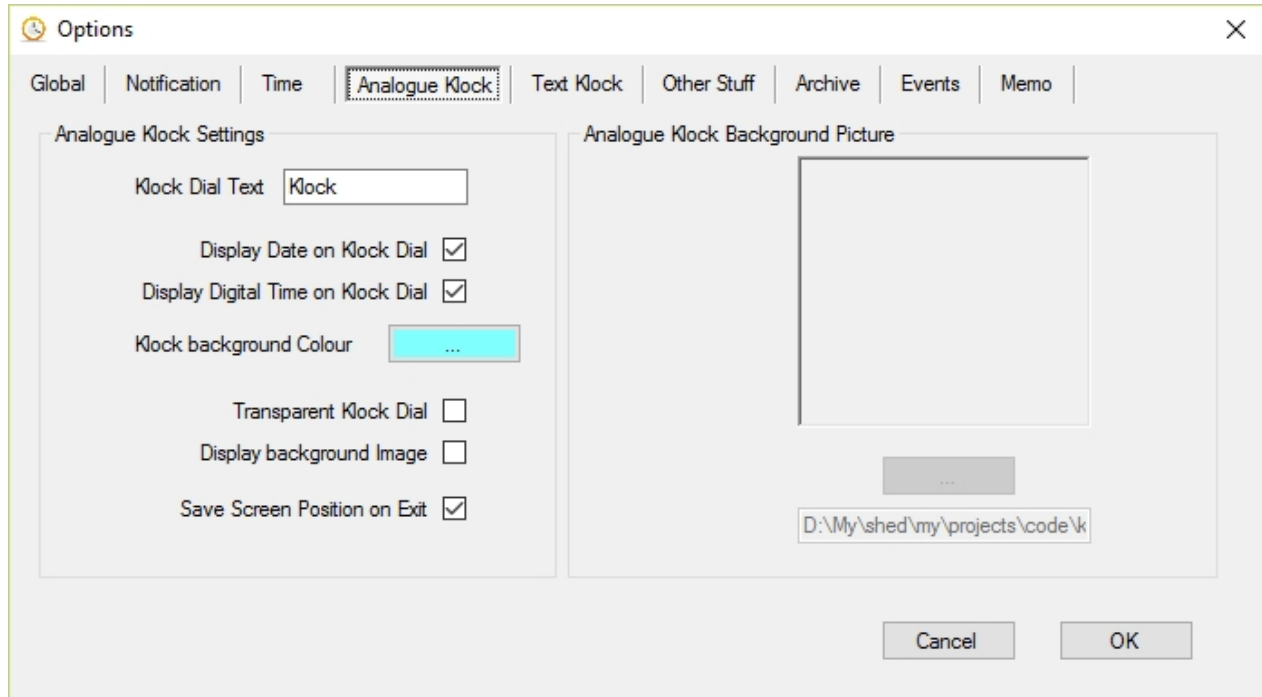 Options
Global Notification Time Analogue Klock Text Klock Other Stuff Archive Events Memo
Analogue Klock Settings
Klock Dial Text Klock
Display Date on Klock Dial
Display Digital Time on Klock Dial
Klock background Colour ...
Transparent Klock Dial
Display background Image
Save Screen Position on Exit
Analogue Klock Background Picture
...
D:\My\shed\my\projects\code\k
Cancel OK